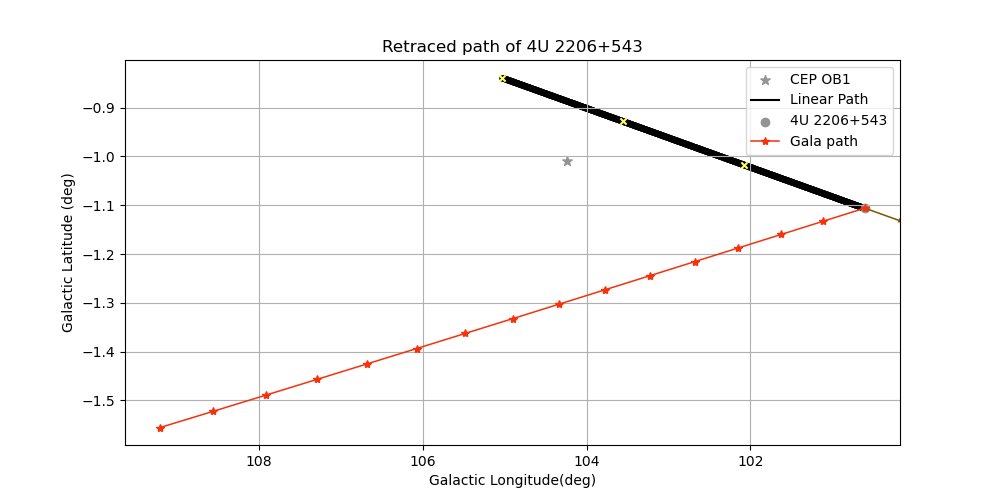 Retraced path of 4U 2206+543
CEP OB1
Linear Path
4U 2206+543
Gala path
−0.9
−1.0
−1.1
−1.2
−1.3
−1.4
−1.5
Galactic Latitude (deg)
108
106
104
102
Galactic Longitude(deg)